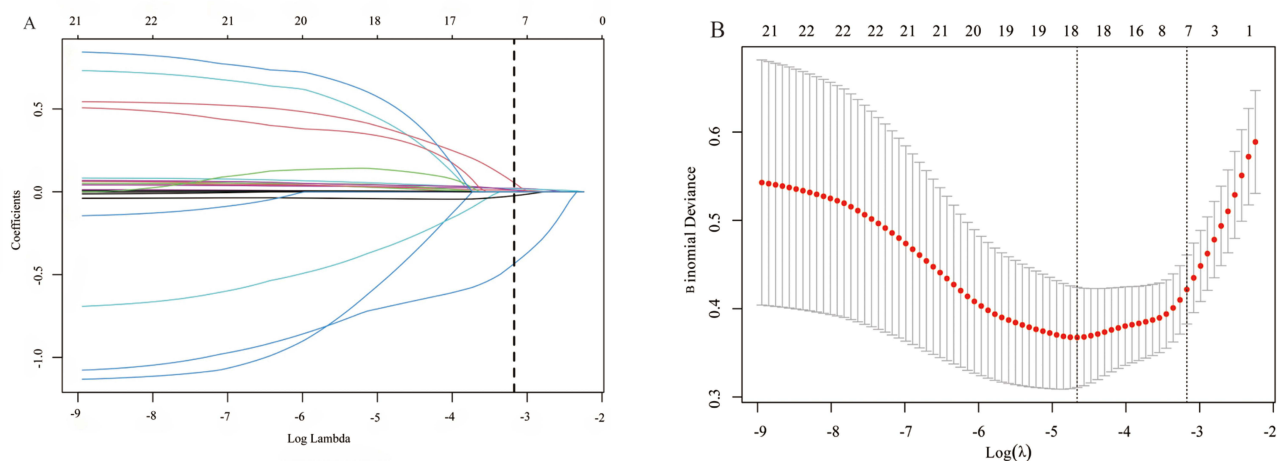 A
21 22 21 20 18 17 7 0
Coefficients
0.5
0.0
-0.5
-1.0
-9 -8 -7 -6 -5 -4 -3 -2
Log Lambda
B
21 22 22 22 21 21 20 19 19 18 18 16 8 7 3 1
B inomial Deviance
0.6
0.5
0.4
0.3
-9 -8 -7 -6 -5 -4 -3 -2
Log(λ)